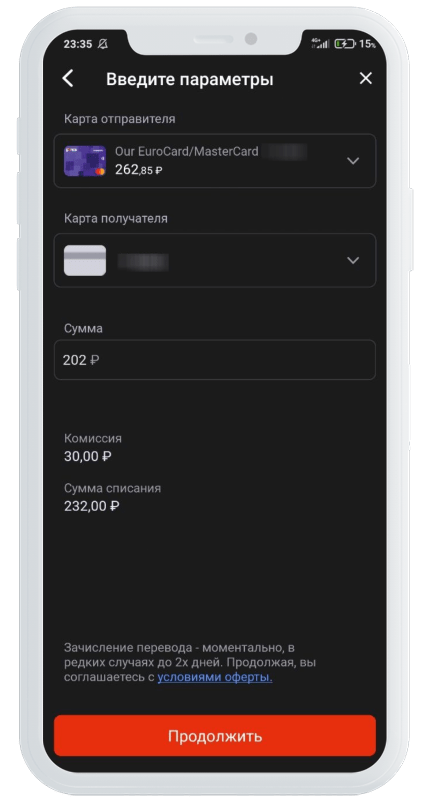 23:35 4G+ 15%
Введите параметры
Карта отправителя
Our EuroCard/MasterCard
262,85 ₽
Карта получателя
Сумма
202 ₽
Комиссия
30,00 ₽
Сумма списания
232,00 ₽
Зачисление перевода - моментально, в
редких случаях до 2х дней. Продолжая, вы
соглашаетесь с условиями оферты.
Продолжить